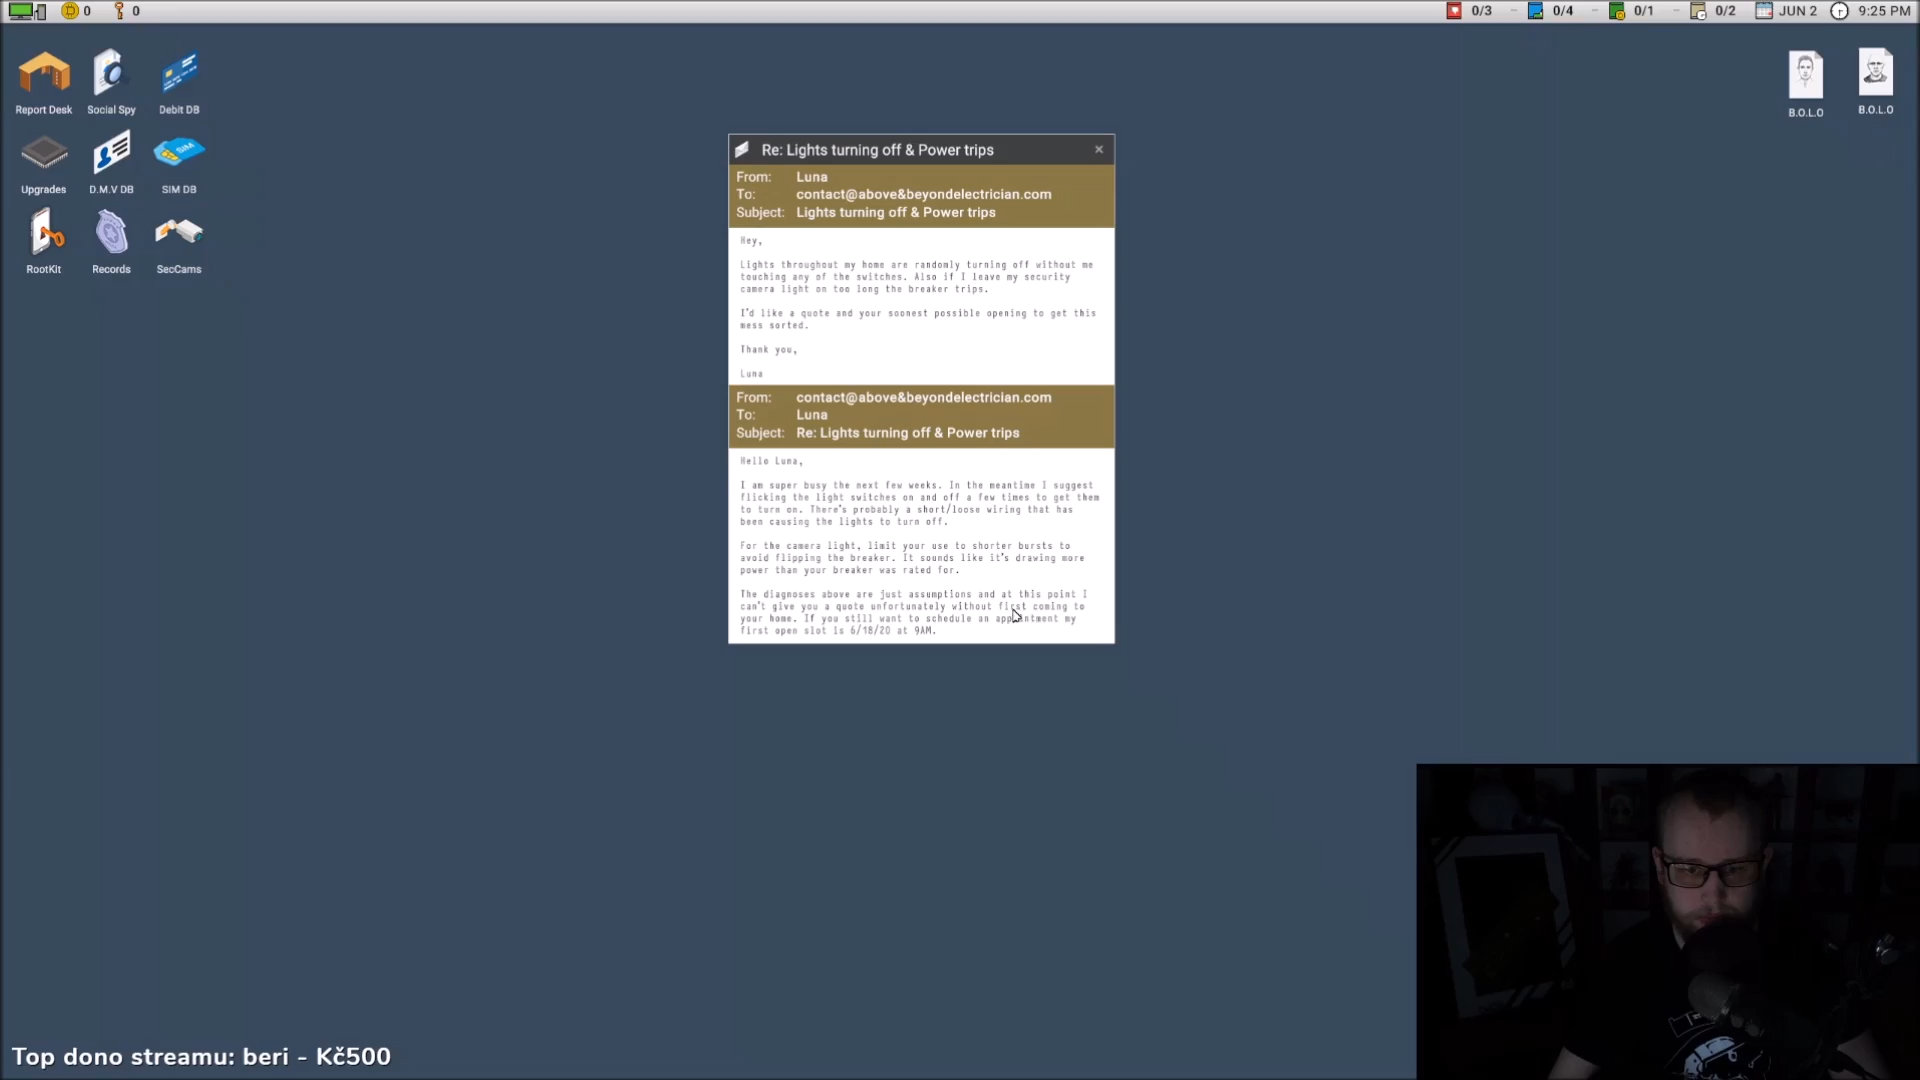 0
0
0/3
0/4
0/1
0/2
JUN 2
9:25 PM
Report Desk
Social Spy
Debit DB
B.O.L.O
B.O.L.O
Upgrades
D.M.V DB
SIM DB
RootKit
Records
SecCams
Re: Lights turning off & Power trips
From: Luna
To: contact@above&beyondelectrician.com
Subject: Lights turning off & Power trips
Hey,
Lights throughout my home are randomly turning off without me
touching any of the switches. Also if I leave my security
camera light on too long the breaker trips.
I'd like a quote and your soonest possible opening to get this
mess sorted.
Thank you,
Luna
From: contact@above&beyondelectrician.com
To: Luna
Subject: Re: Lights turning off & Power trips
Hello Luna,
I am super busy the next few weeks. In the meantime I suggest
flicking the light switches on and off a few times to get them
to turn on. There's probably a short/loose wiring that has
been causing the lights to turn off.
For the camera light, limit your use to shorter bursts to
avoid flipping the breaker. It sounds like it's drawing more
power than your breaker was rated for.
The diagnoses above are just assumptions and at this point I
can't give you a quote unfortunately without first coming to
your home. If you still want to schedule an appointment my
first open slot is 6/18/20 at 9AM.
Top dono streamu: beri - Kč500